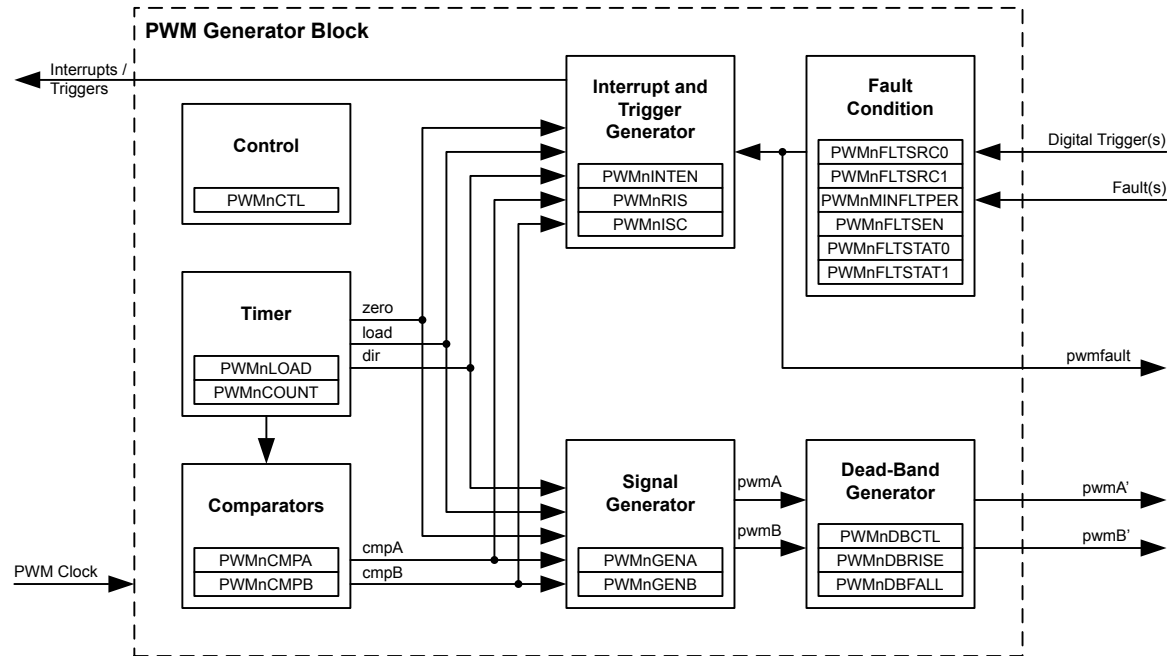 PWM Generator Block
Interrupts /
Triggers
Control
PWMnCTL
Interrupt and
Trigger
Generator
PWMnINTEN
PWMnRIS
PWMnISC
Fault
Condition
PWMnFLTSRC0
PWMnFLTSRC1
PWMnMINFLTPER
PWMnFLTSEN
PWMnFLTSTAT0
PWMnFLTSTAT1
Digital Trigger(s)
Fault(s)
Timer
PWMnLOAD
PWMnCOUNT
zero
load
dir
pwmfault
Comparators
PWMnCMPA
PWMnCMPB
cmpA
cmpB
Signal
Generator
PWMnGENA
PWMnGENB
pwmA
pwmB
Dead-Band
Generator
PWMnDBCTL
PWMnDBRISE
PWMnDBFALL
pwmA’
pwmB’
PWM Clock